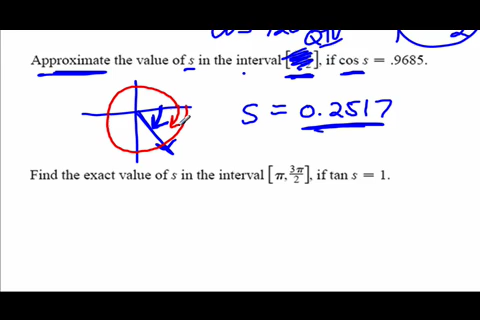 QIV
Approximate the value of s in the interval [ ], if cos s = .9685.
s = 0.2517
Find the exact value of s in the interval [π, 3π/2], if tan s = 1.